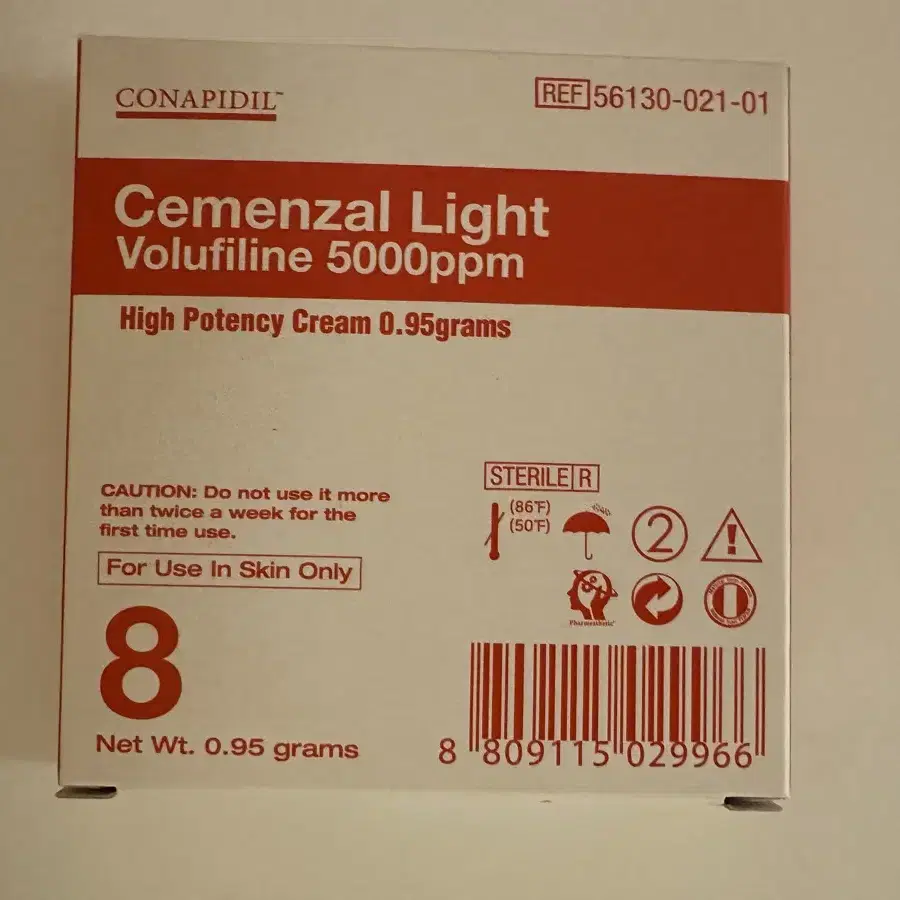 CONAPIDIL™
REF 56130-021-01
Cemenzal Light
Volufiline 5000ppm
High Potency Cream 0.95grams
CAUTION: Do not use it more
than twice a week for the
first time use.
For Use In Skin Only
8
Net Wt. 0.95 grams
STERILE R
(86°F)
(50°F)
2
Pharmesthetic
8 809115 029966